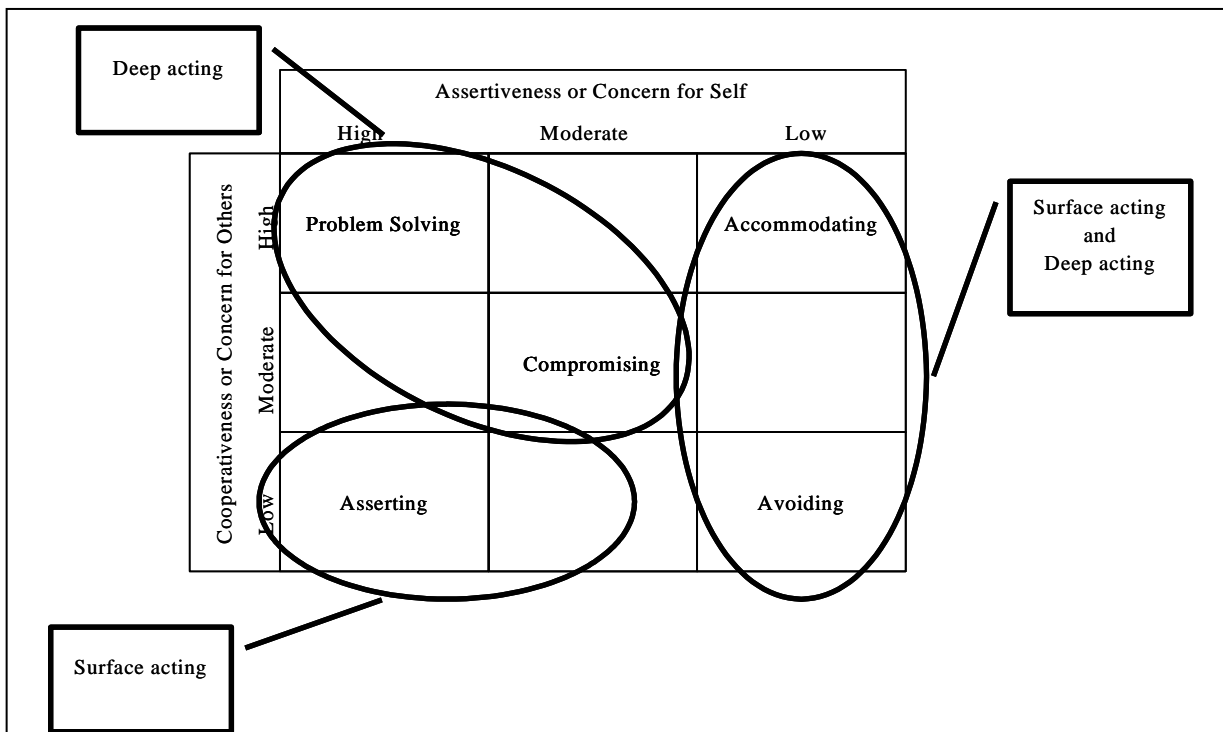 Deep acting
Assertiveness or Concern for Self
High Moderate Low
Cooperativeness or Concern for Others
High
Moderate
Low
Problem Solving
Accommodating
Compromising
Asserting
Avoiding
Surface acting
and
Deep acting
Surface acting